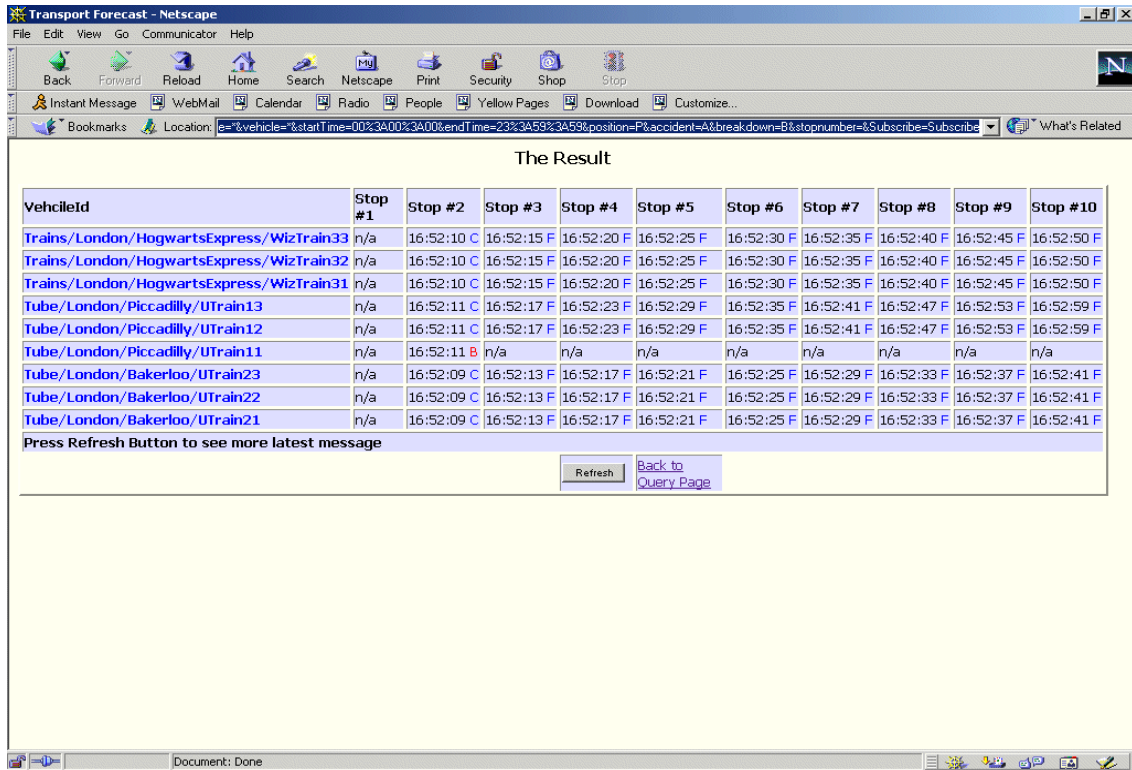 Transport Forecast - Netscape
File Edit View Go Communicator Help
Back Forward Reload Home Search Netscape Print Security Shop Stop
My
N
Instant Message WebMail Calendar Radio People Yellow Pages Download Customize...
Bookmarks Location: e=*&vehicle=*&startTime=00%3A00%3A00&endTime=23%3A59%3A59&position=P&accident=A&breakdown=B&stopnumber=&Subscribe=Subscribe What's Related
The Result
VehcileId Stop #1 Stop #2 Stop #3 Stop #4 Stop #5 Stop #6 Stop #7 Stop #8 Stop #9 Stop #10
Trains/London/HogwartsExpress/WizTrain33 n/a 16:52:10 C 16:52:15 F 16:52:20 F 16:52:25 F 16:52:30 F 16:52:35 F 16:52:40 F 16:52:45 F 16:52:50 F
Trains/London/HogwartsExpress/WizTrain32 n/a 16:52:10 C 16:52:15 F 16:52:20 F 16:52:25 F 16:52:30 F 16:52:35 F 16:52:40 F 16:52:45 F 16:52:50 F
Trains/London/HogwartsExpress/WizTrain31 n/a 16:52:10 C 16:52:15 F 16:52:20 F 16:52:25 F 16:52:30 F 16:52:35 F 16:52:40 F 16:52:45 F 16:52:50 F
Tube/London/Piccadilly/UTrain13 n/a 16:52:11 C 16:52:17 F 16:52:23 F 16:52:29 F 16:52:35 F 16:52:41 F 16:52:47 F 16:52:53 F 16:52:59 F
Tube/London/Piccadilly/UTrain12 n/a 16:52:11 C 16:52:17 F 16:52:23 F 16:52:29 F 16:52:35 F 16:52:41 F 16:52:47 F 16:52:53 F 16:52:59 F
Tube/London/Piccadilly/UTrain11 n/a 16:52:11 B n/a n/a n/a n/a n/a n/a n/a n/a
Tube/London/Bakerloo/UTrain23 n/a 16:52:09 C 16:52:13 F 16:52:17 F 16:52:21 F 16:52:25 F 16:52:29 F 16:52:33 F 16:52:37 F 16:52:41 F
Tube/London/Bakerloo/UTrain22 n/a 16:52:09 C 16:52:13 F 16:52:17 F 16:52:21 F 16:52:25 F 16:52:29 F 16:52:33 F 16:52:37 F 16:52:41 F
Tube/London/Bakerloo/UTrain21 n/a 16:52:09 C 16:52:13 F 16:52:17 F 16:52:21 F 16:52:25 F 16:52:29 F 16:52:33 F 16:52:37 F 16:52:41 F
Press Refresh Button to see more latest message
Refresh
Back to
Query Page
Document: Done